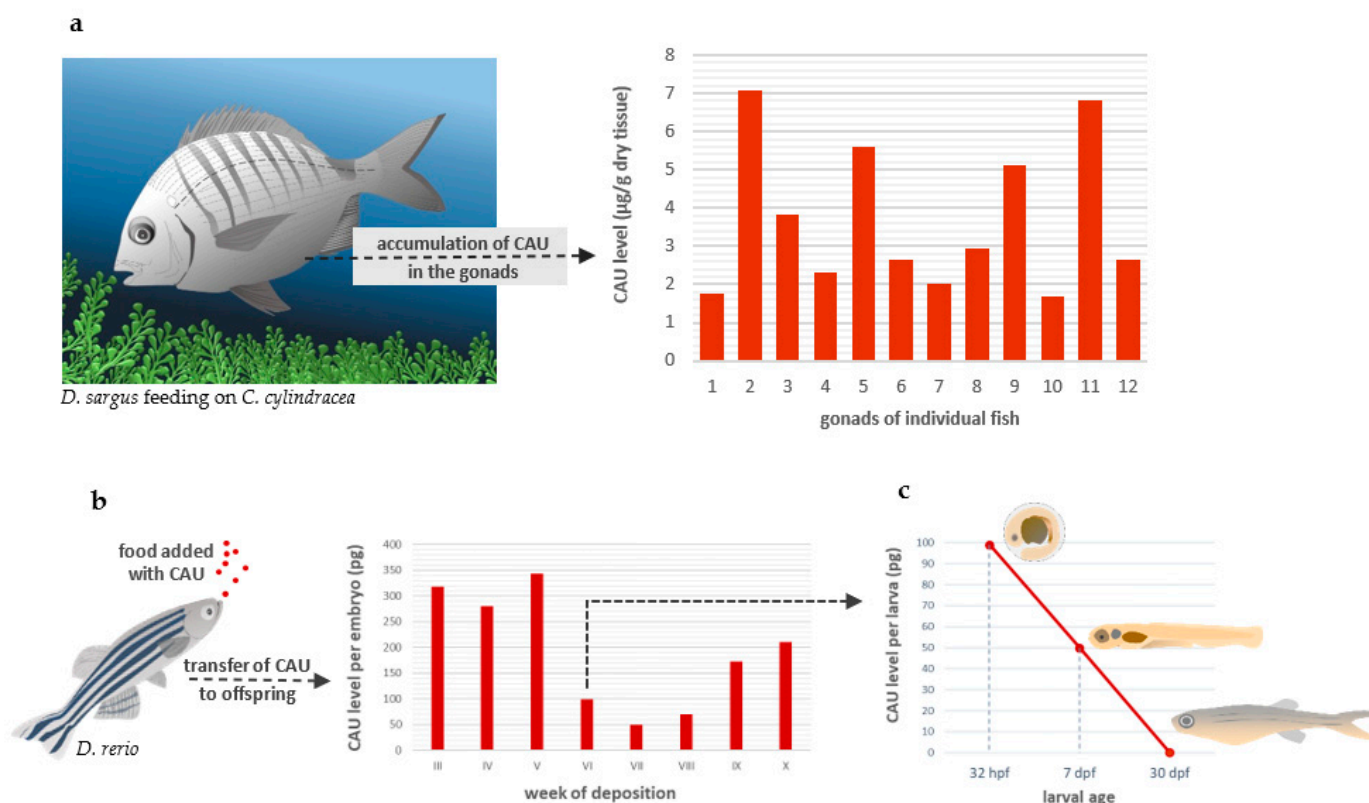 a
8
7
6
5
4
3
2
1
0
CAU level (µg/g dry tissue)
accumulation of CAU
in the gonads
1 2 3 4 5 6 7 8 9 10 11 12
gonads of individual fish
D. sargus feeding on C. cylindracea
b
food added
with CAU
transfer of CAU
to offspring
D. rerio
400
350
300
250
200
150
100
50
0
CAU level per embryo (pg)
III IV V VI VII VIII IX X
week of deposition
c
100
90
80
70
60
50
40
30
20
10
0
CAU level per larva (pg)
32 hpf 7 dpf 30 dpf
larval age